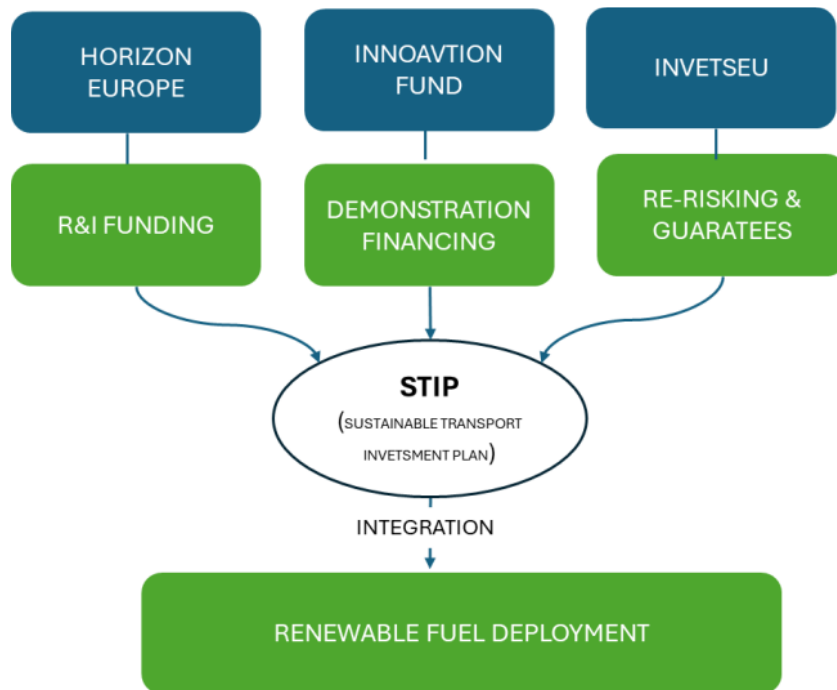 HORIZON
EUROPE
INNOAVTION
FUND
INVETSEU
R&I FUNDING
DEMONSTRATION
FINANCING
RE-RISKING &
GUARATEES
STIP
(SUSTAINABLE TRANSPORT
INVETSMENT PLAN)
INTEGRATION
RENEWABLE FUEL DEPLOYMENT